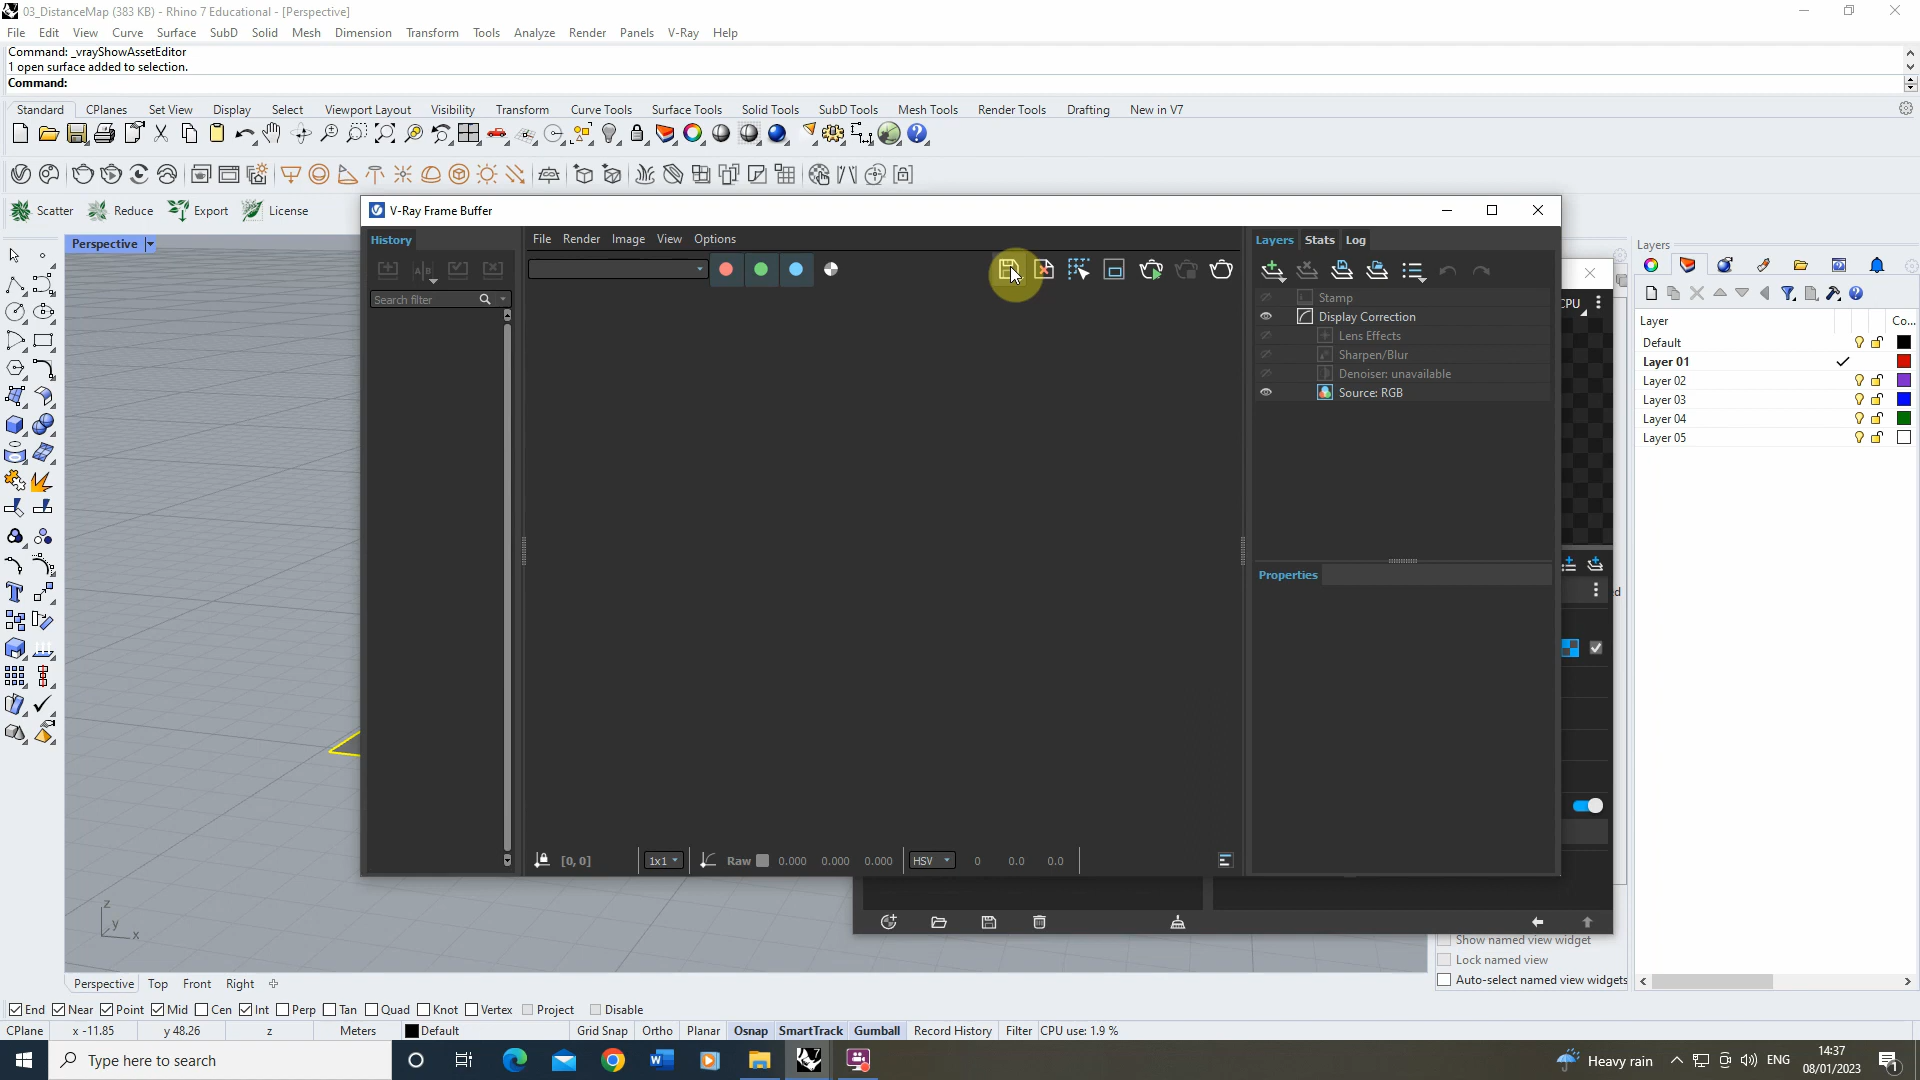 03_DistanceMap (383 KB) - Rhino 7 Educational - [Perspective]
File Edit View Curve Surface SubD Solid Mesh Dimension Transform Tools Analyze Render Panels V-Ray Help
Command: _vrayShowAssetEditor
1 open surface added to selection.
Command:
Standard CPlanes Set View Display Select Viewport Layout Visibility Transform Curve Tools Surface Tools Solid Tools SubD Tools Mesh Tools Render Tools Drafting New in V7
Scatter Reduce Export License
V-Ray Frame Buffer
Perspective
History
File Render Image View Options
Layers Stats Log
Layers
Search filter
Stamp
Display Correction
Lens Effects
Sharpen/Blur
Denoiser: unavailable
Source: RGB
CPU
Layer Co...
Default
Layer 01
Layer 02
Layer 03
Layer 04
Layer 05
Properties
z
y
x
[0, 0] 1x1 Raw 0.000 0.000 0.000 HSV 0 0.0 0.0
Show named view widget
Lock named view
Auto-select named view widgets
Perspective Top Front Right
End Near Point Mid Cen Int Perp Tan Quad Knot Vertex Project Disable
CPlane x -11.85 y 48.26 z Meters Default Grid Snap Ortho Planar Osnap SmartTrack Gumball Record History Filter CPU use: 1.9 %
Type here to search
Heavy rain ENG 14:37
08/01/2023
1